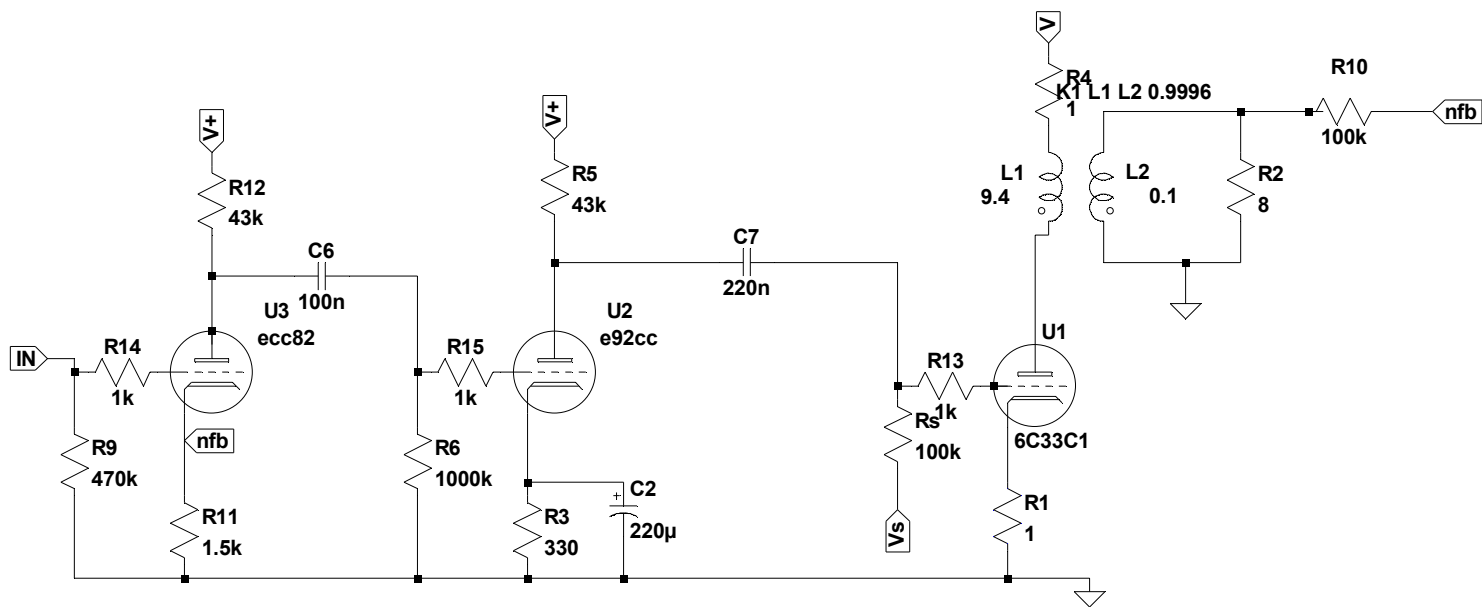 V
R4
K1 L1 L2 0.9996
1
R10
100k
nfb
V+
V+
R12
43k
R5
43k
L1
9.4
L2
0.1
R2
8
C6
100n
C7
220n
U3
ecc82
U2
e92cc
U1
6C33C1
IN
R14
1k
R15
1k
R13
1k
nfb
R9
470k
R6
1000k
Rs
100k
R11
1.5k
R3
330
C2
+
220µ
Vs
R1
1